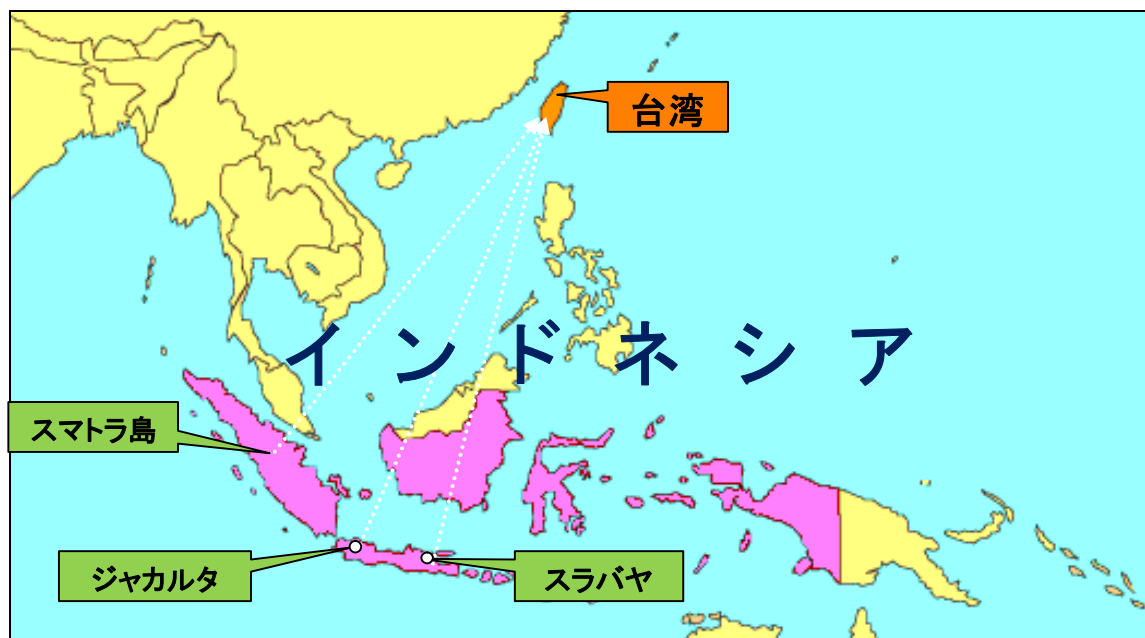 台湾
インドネシア
スマトラ島
ジャカルタ
スラバヤ